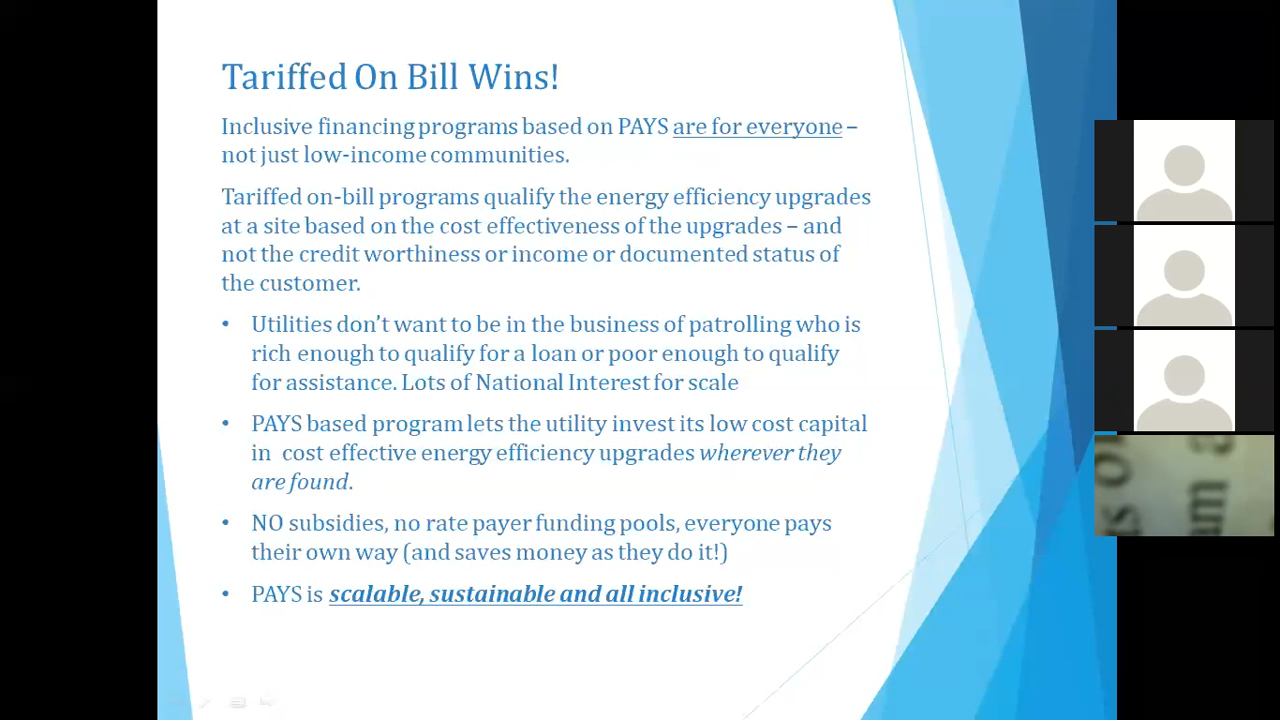 Tariffed On Bill Wins!
Inclusive financing programs based on PAYS are for everyone –
not just low-income communities.
Tariffed on-bill programs qualify the energy efficiency upgrades
at a site based on the cost effectiveness of the upgrades – and
not the credit worthiness or income or documented status of
the customer.
• Utilities don’t want to be in the business of patrolling who is
rich enough to qualify for a loan or poor enough to qualify
for assistance. Lots of National Interest for scale
• PAYS based program lets the utility invest its low cost capital
in cost effective energy efficiency upgrades wherever they
are found.
• NO subsidies, no rate payer funding pools, everyone pays
their own way (and saves money as they do it!)
• PAYS is scalable, sustainable and all inclusive!